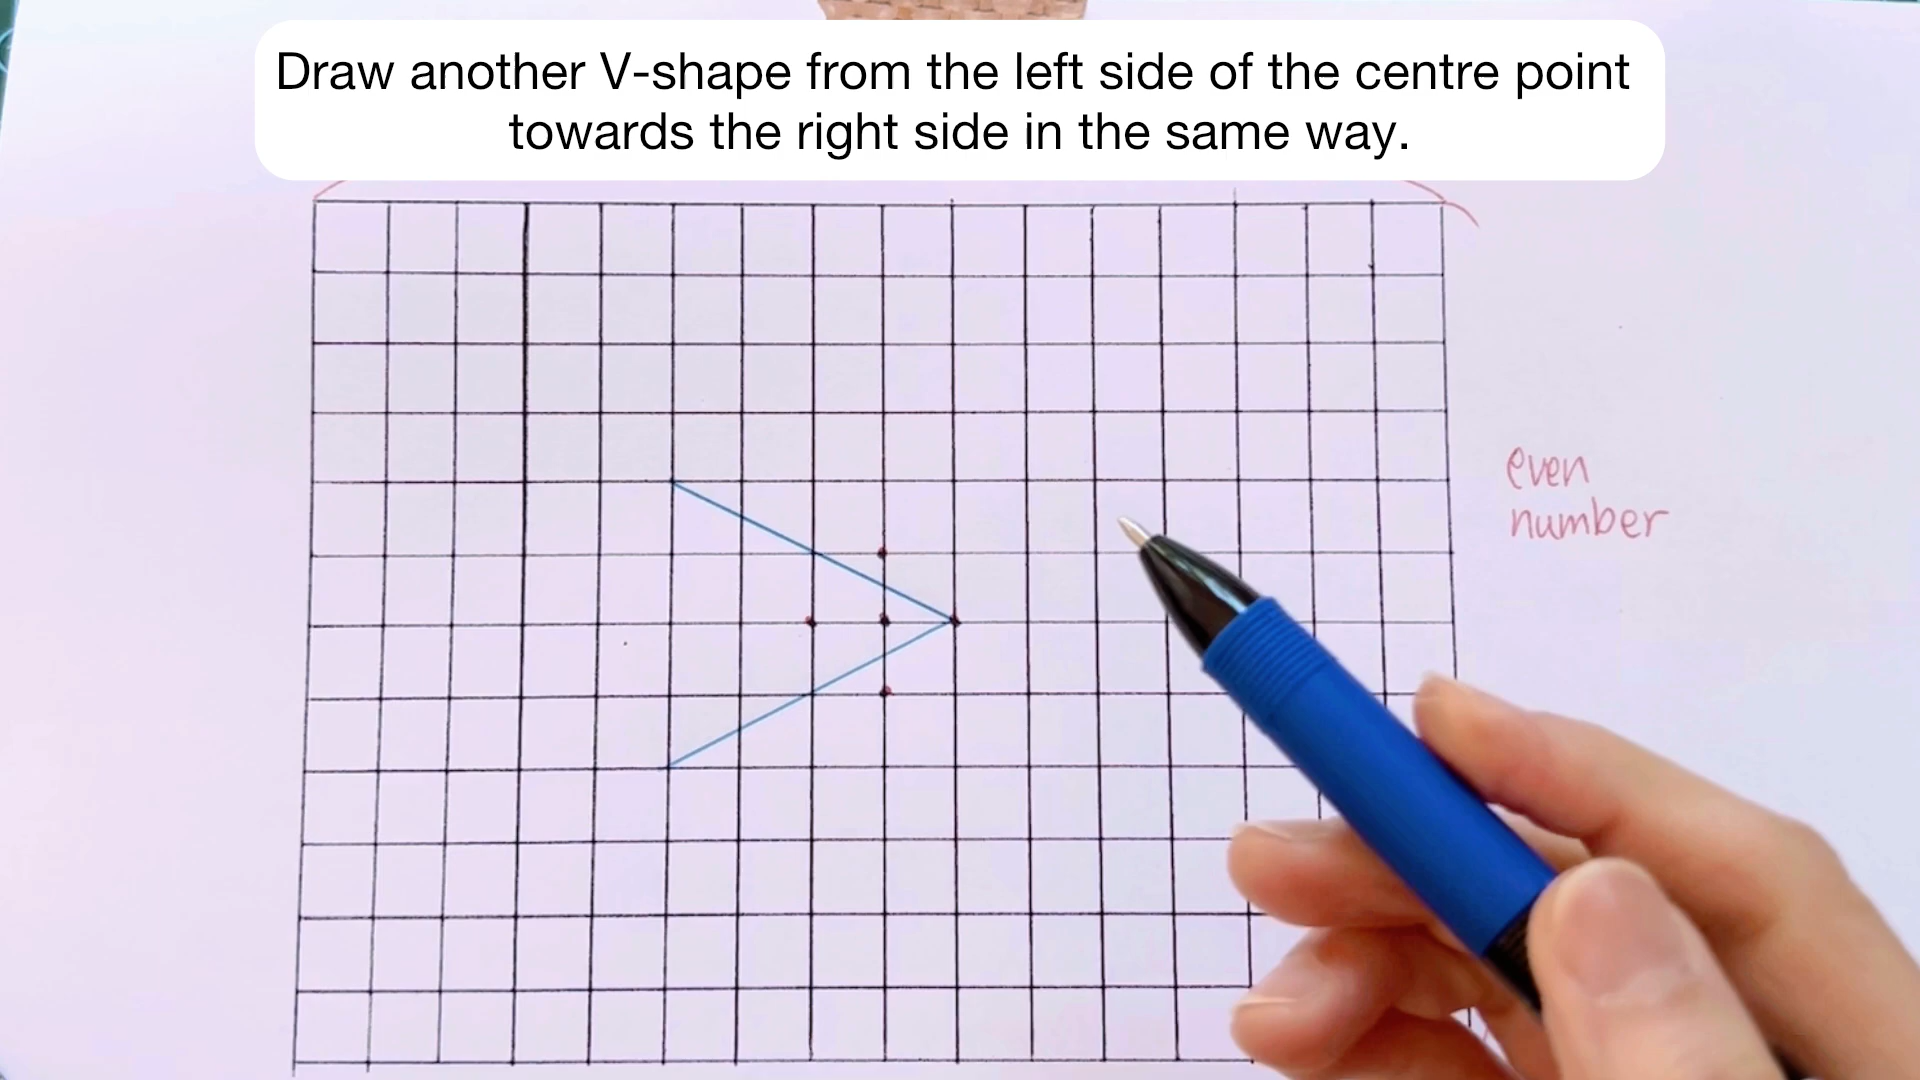 Draw another V-shape from the left side of the centre point
towards the right side in the same way.
even
number